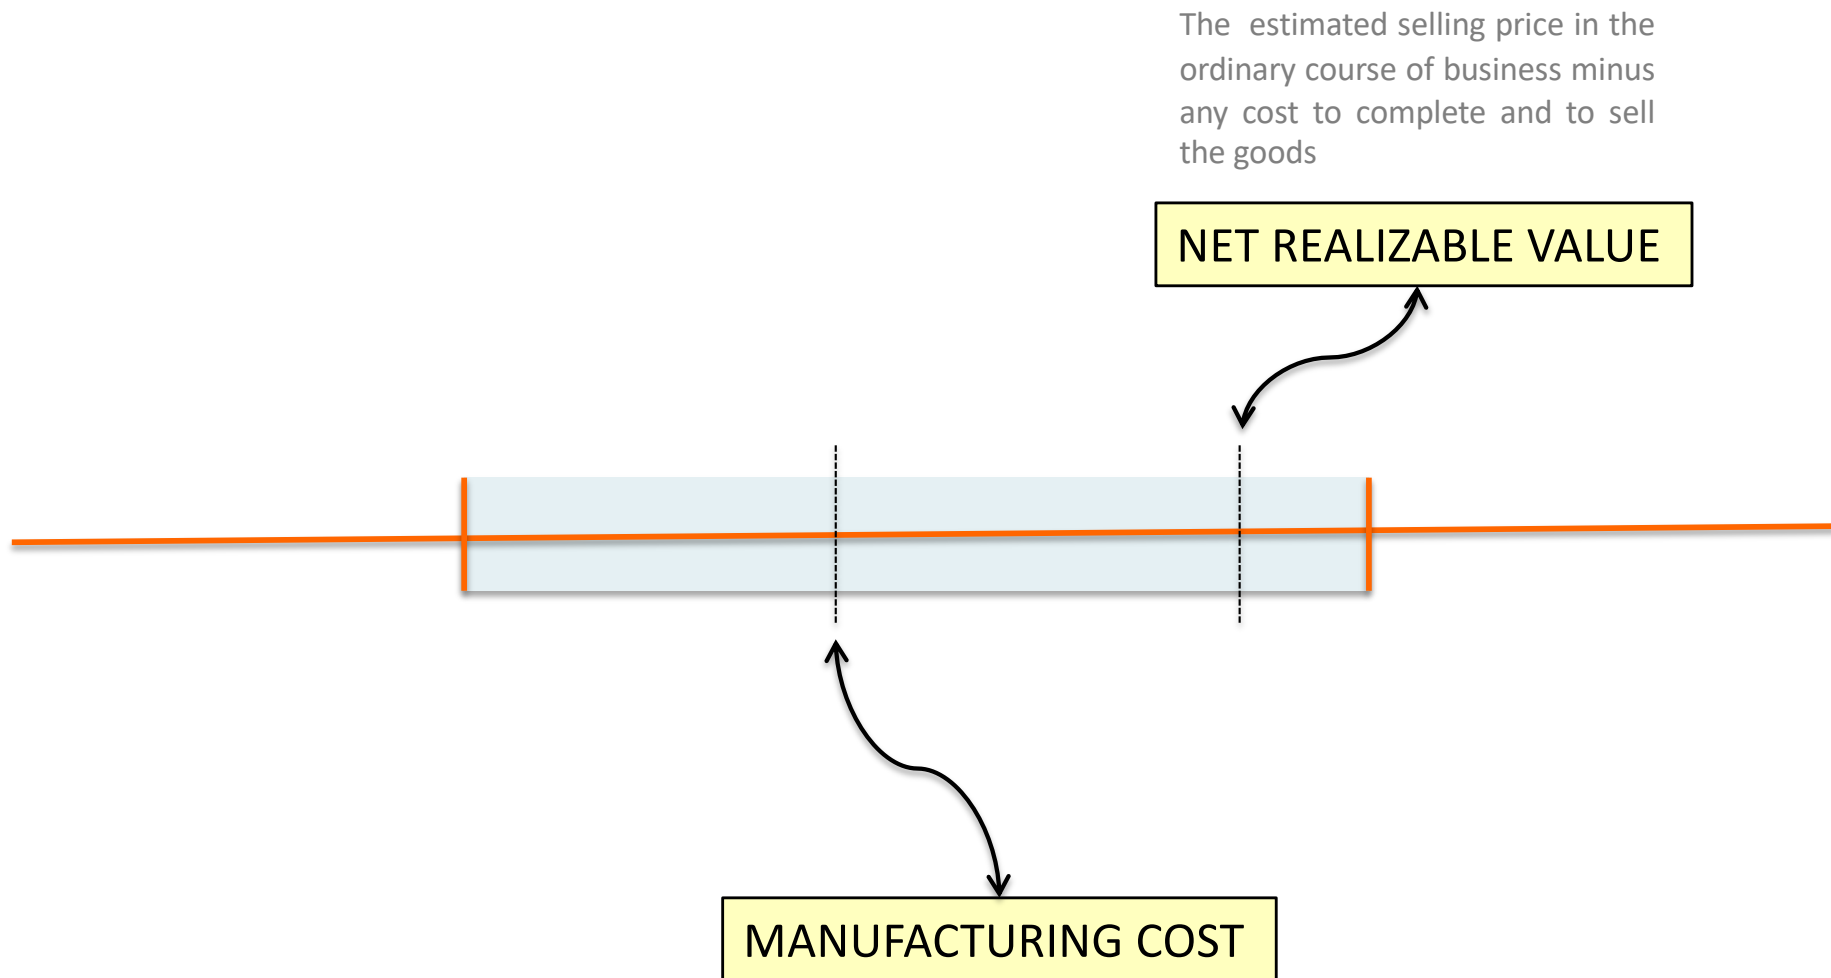 The estimated selling price in the
ordinary course of business minus
any cost to complete and to sell
the goods
NET REALIZABLE VALUE
MANUFACTURING COST